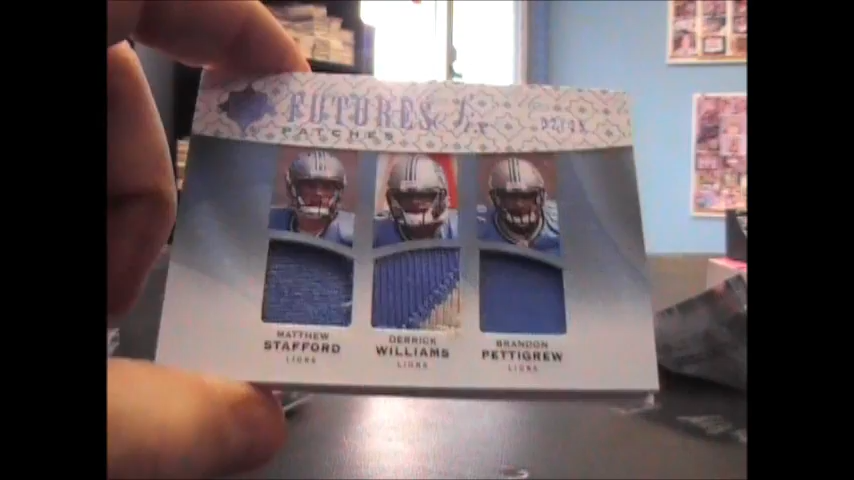 FUTURES
PATCHES
MATTHEW
STAFFORD
LIONS
DERRICK
WILLIAMS
LIONS
BRANDON
PETTIGREW
LIONS